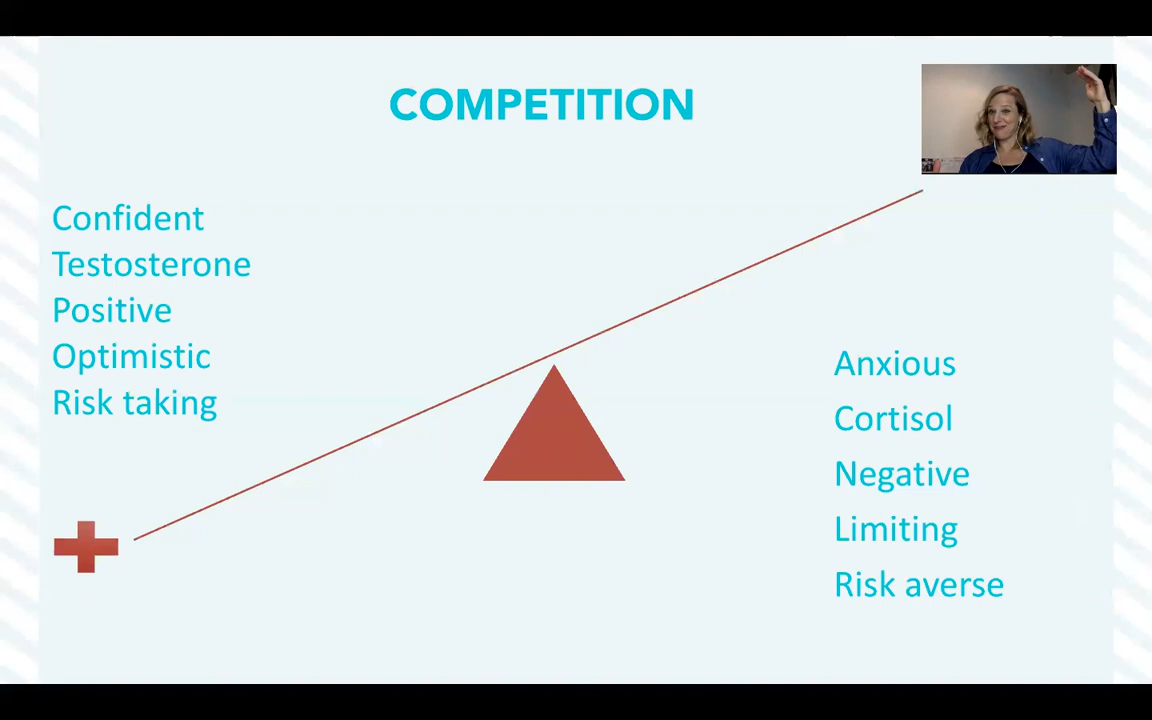 COMPETITION
Confident
Testosterone
Positive
Optimistic
Risk taking
Anxious
Cortisol
Negative
Limiting
Risk averse